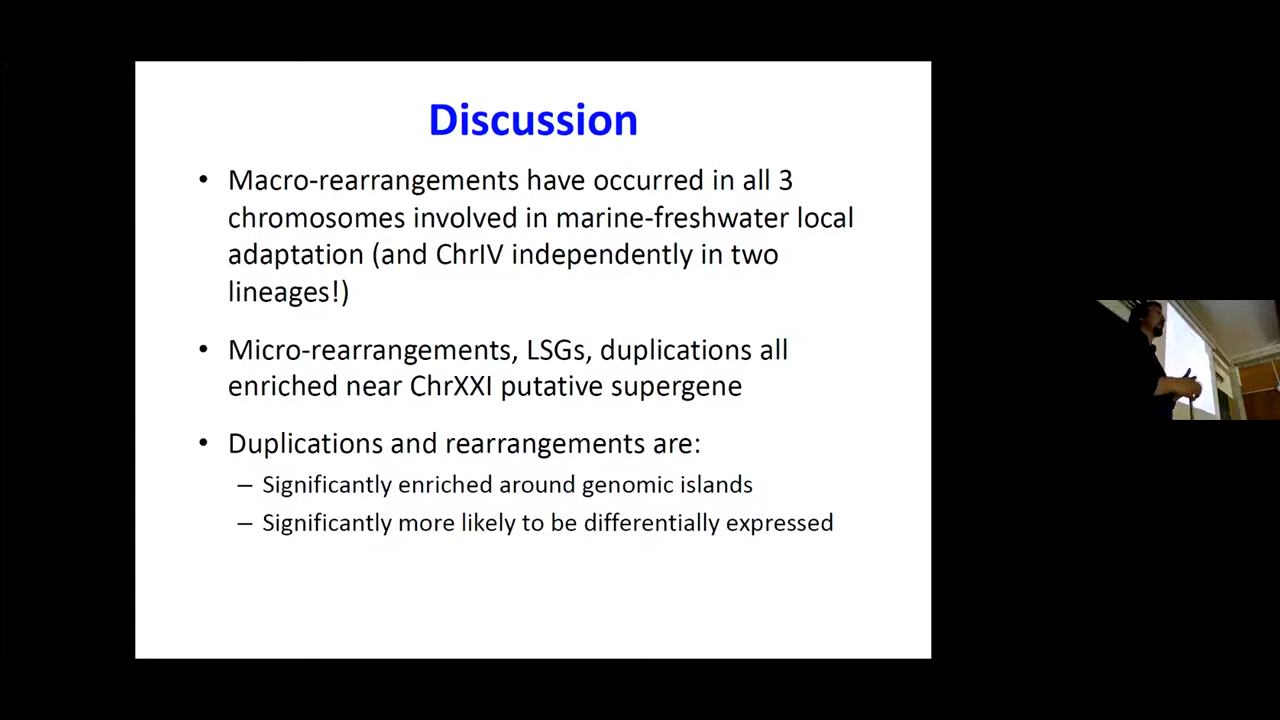 Discussion
• Macro-rearrangements have occurred in all 3
chromosomes involved in marine-freshwater local
adaptation (and ChrIV independently in two
lineages!)
• Micro-rearrangements, LSGs, duplications all
enriched near ChrXXI putative supergene
• Duplications and rearrangements are:
– Significantly enriched around genomic islands
– Significantly more likely to be differentially expressed